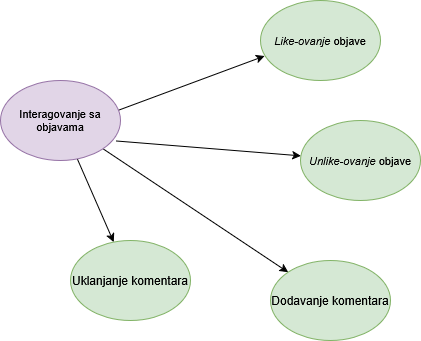 Like-ovanje objave
Interagovanje sa
objavama
Unlike-ovanje objave
Uklanjanje komentara
Dodavanje komentara